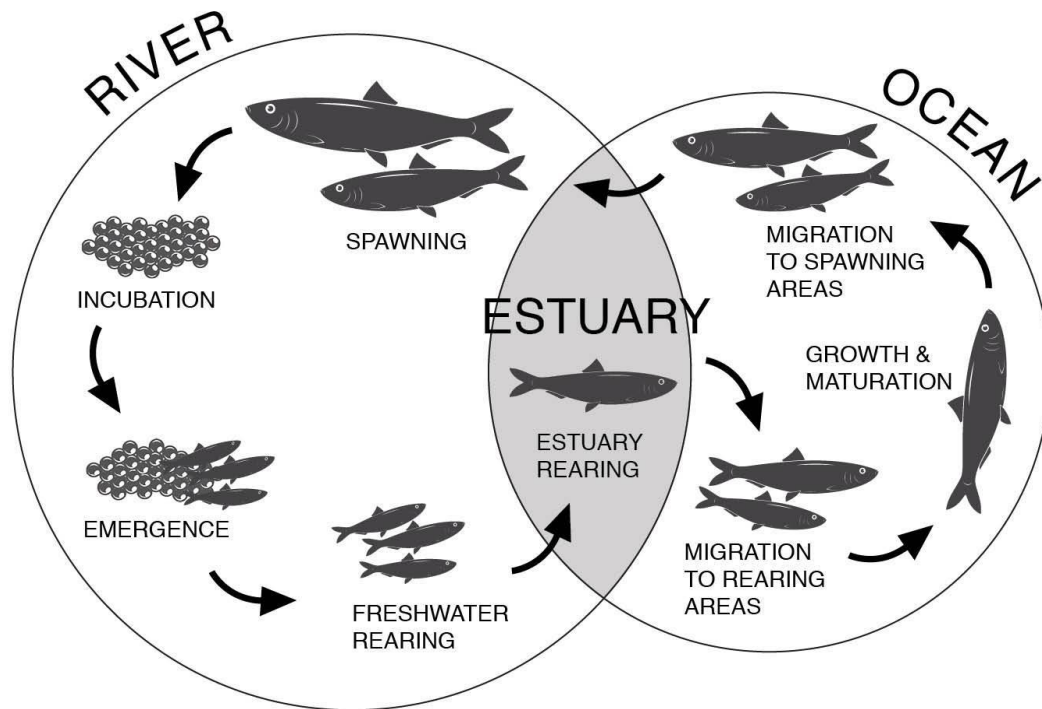 RIVER
OCEAN
SPAWNING
MIGRATION
TO SPAWNING
AREAS
INCUBATION
ESTUARY
GROWTH &
MATURATION
ESTUARY
REARING
EMERGENCE
MIGRATION
TO REARING
AREAS
FRESHWATER
REARING